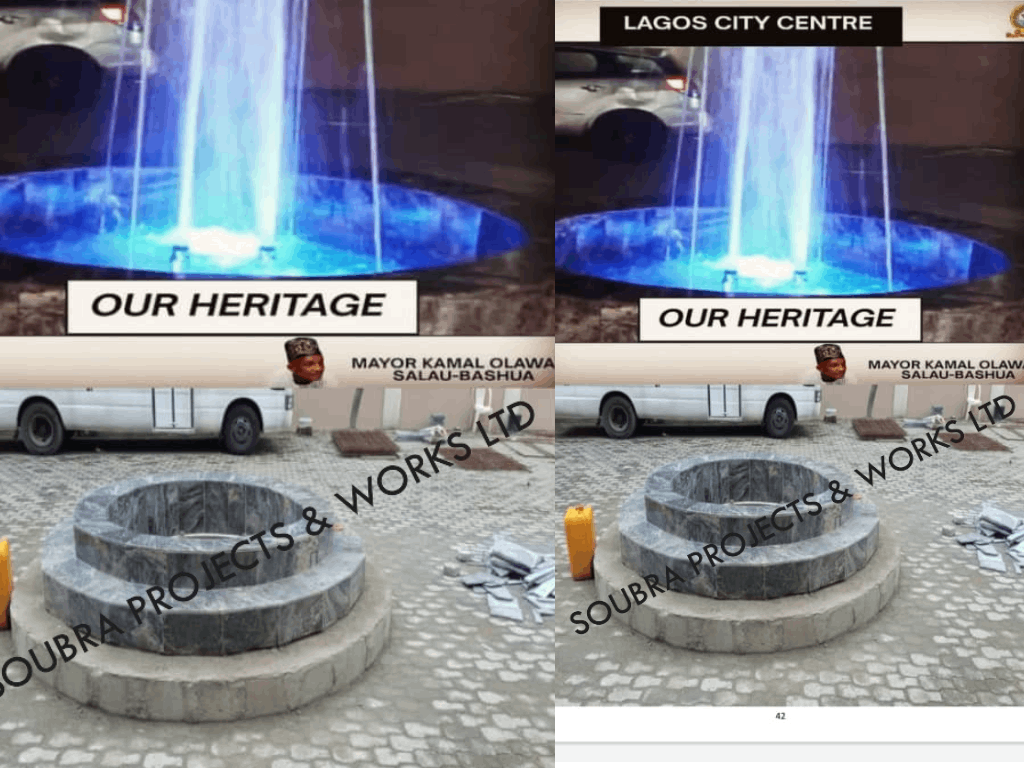 OUR HERITAGE
MAYOR KAMAL OLAWA
SALAU-BASHUA
SOUBRA PROJECTS & WORKS LTD
LAGOS CITY CENTRE
OUR HERITAGE
MAYOR KAMAL OLAWA
SALAU-BASHUA
SOUBRA PROJECTS & WORKS LTD
42